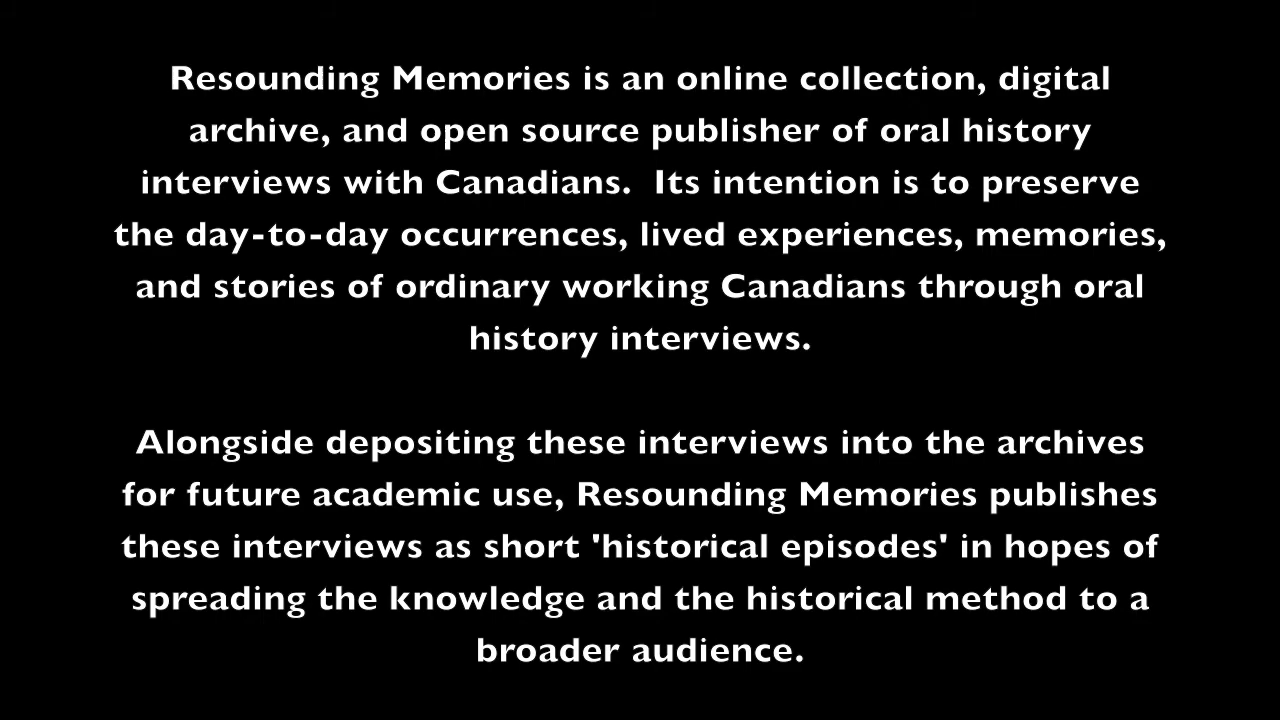 Resounding Memories is an online collection, digital
archive, and open source publisher of oral history
interviews with Canadians.  Its intention is to preserve
the day-to-day occurrences, lived experiences, memories,
and stories of ordinary working Canadians through oral
history interviews.
Alongside depositing these interviews into the archives
for future academic use, Resounding Memories publishes
these interviews as short 'historical episodes' in hopes of
spreading the knowledge and the historical method to a
broader audience.